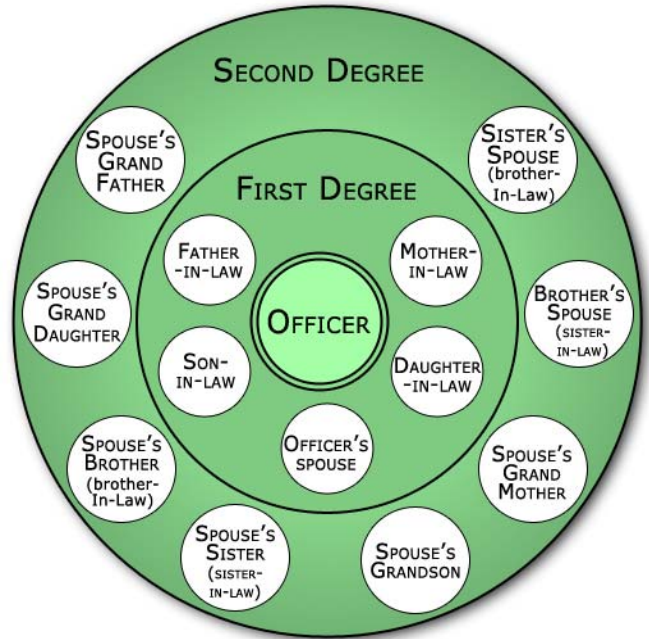 Second Degree
Spouse's
Grand
Father
Sister's
Spouse
(brother-
In-Law)
First Degree
Father
-in-law
Mother-
in-law
Spouse's
Grand
Daughter
Officer
Brother's
Spouse
(sister-
in-law)
Son-
in-law
Daughter
-in-law
Spouse's
Brother
(brother-
In-Law)
Officer's
spouse
Spouse's
Grand
Mother
Spouse's
Sister
(sister-
in-law)
Spouse's
Grandson